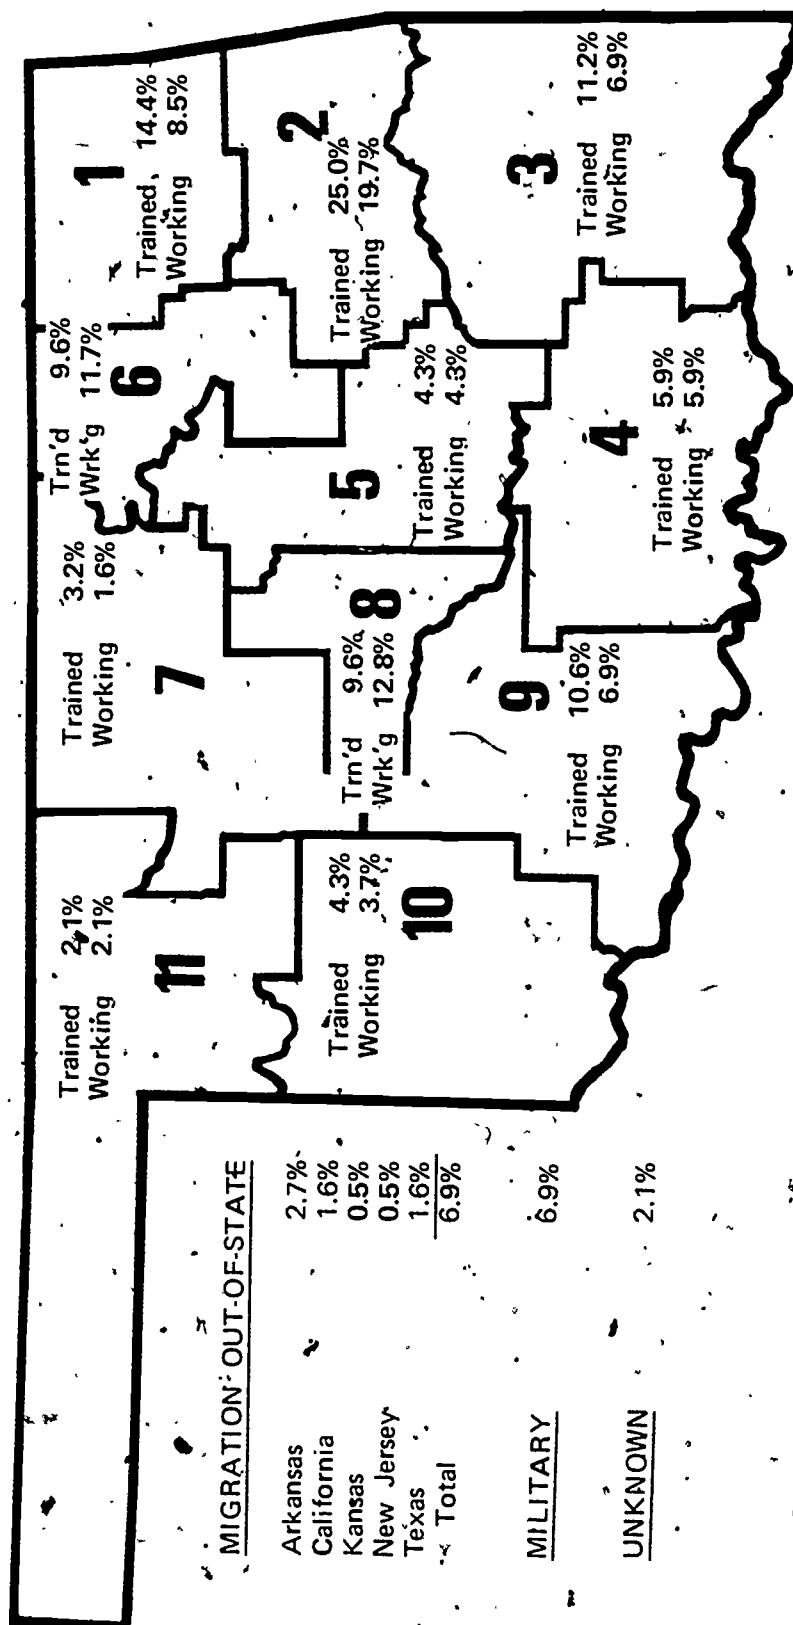 Trained 2.1%
Working 2.1%
11
Trained 3.2%
Working 1.6%
7
Trn'd 9.6%
Wrk'g 11.7%
6
1
Trained 14.4%
Working 8.5%
2
Trained 25.0%
Working 19.7%
Trained 4.3%
Working 3.7%
10
Trn'd 9.6%
Wrk'g 12.8%
8
5
Trained 4.3%
Working 4.3%
9
Trained 10.6%
Working 6.9%
4
Trained 5.9%
Working 5.9%
3
Trained 11.2%
Working 6.9%
MIGRATION OUT-OF-STATE
Arkansas 2.7%
California 1.6%
Kansas 0.5%
New Jersey 0.5%
Texas 1.6%
Total 6.9%
MILITARY 6.9%
UNKNOWN 2.1%